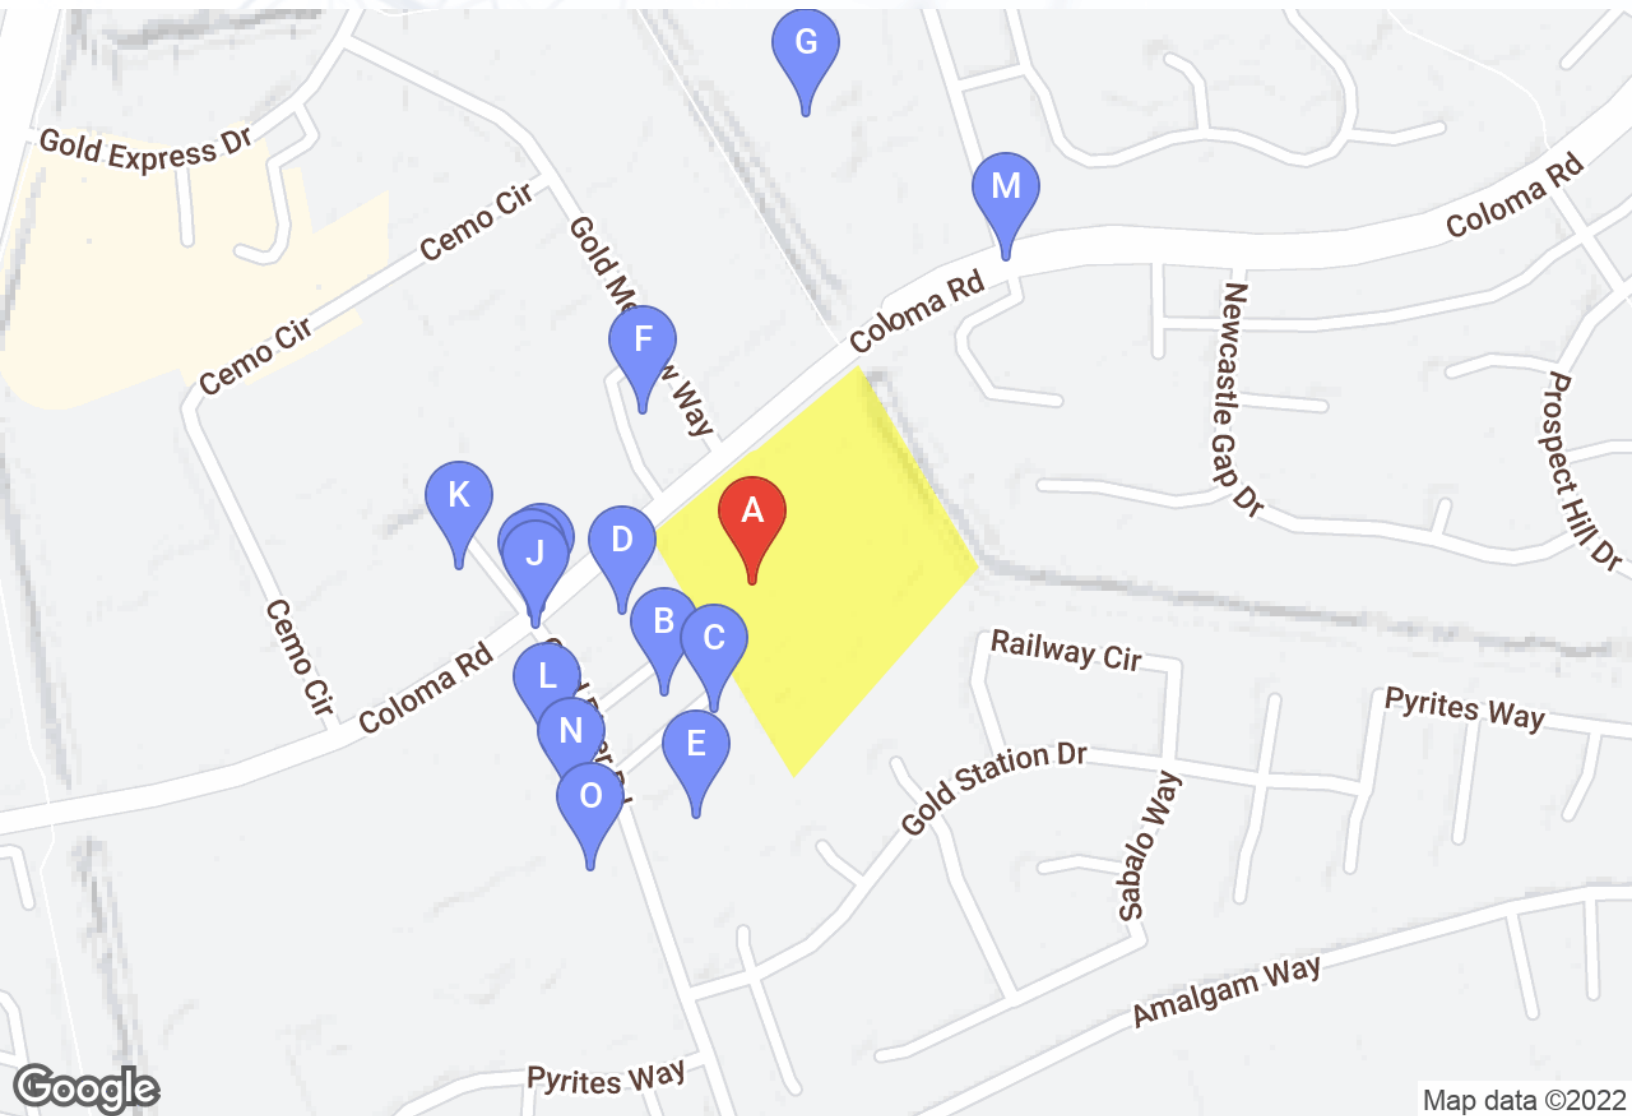 G
Gold Express Dr
M
Coloma Rd
Cemo Cir
Gold Me
w Way
Coloma Rd
Newcastle Gap Dr
F
Cemo Cir
Prospect Hill Dr
K
A
D
J
Cemo Cir
B
C
Railway Cir
Coloma Rd
L
Pyrites Way
N
E
Gold Station Dr
O
Sabalo Way
Amalgam Way
Pyrites Way
Google
Map data ©2022